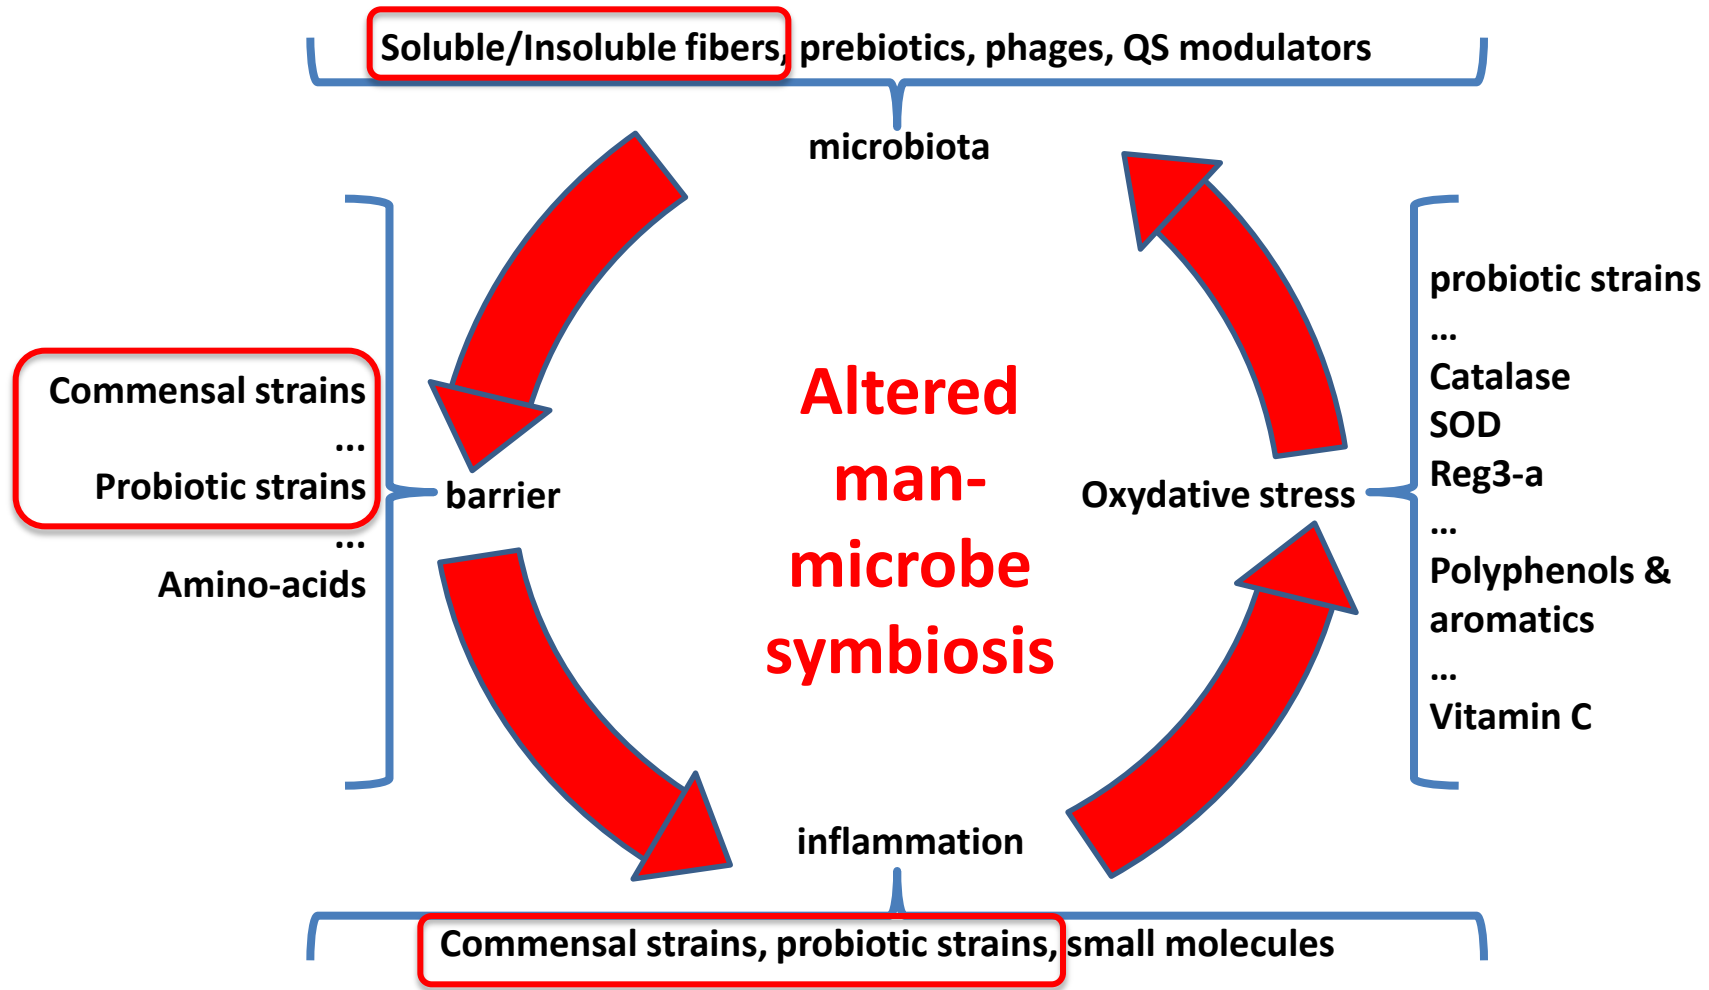 Soluble/Insoluble fibers, prebiotics, phages, QS modulators
microbiota
Commensal strains
...
Probiotic strains
...
Amino-acids
barrier
Altered
man-
microbe
symbiosis
Oxydative stress
probiotic strains
...
Catalase
SOD
Reg3-a
...
Polyphenols &
aromatics
...
Vitamin C
inflammation
Commensal strains, probiotic strains, small molecules